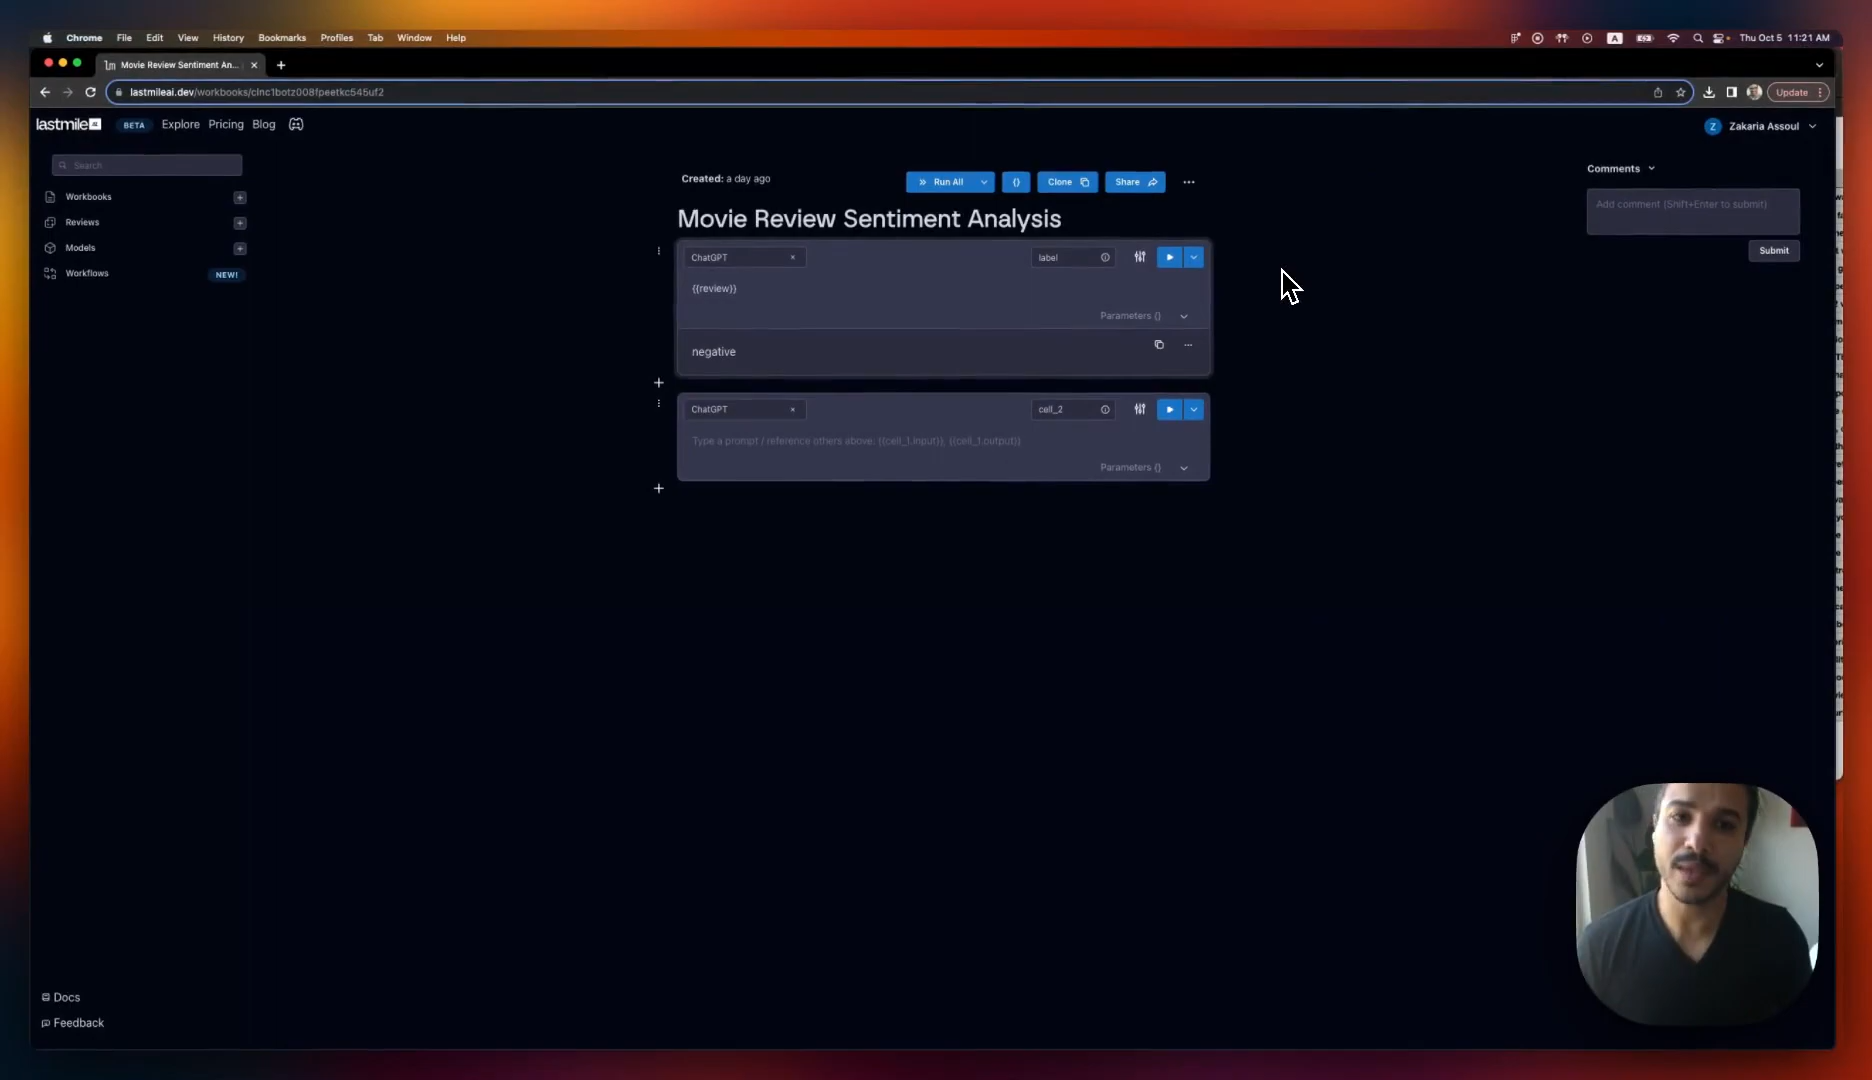 Chrome File Edit View History Bookmarks Profiles Tab Window Help
A
Thu Oct 5 11:21 AM
Movie Review Sentiment An...
lastmileai.dev/workbooks/clnc1botz008fpeetkc545uf2
Update
lastmile AI BETA Explore Pricing Blog
Z Zakaria Assoul
Search
Workbooks
Reviews
Models
Workflows NEW!
Created: a day ago
Run All {} Clone Share ...
Movie Review Sentiment Analysis
ChatGPT
label
{{review}}
Parameters {}
negative
ChatGPT
cell_2
Type a prompt / reference others above: {{cell_1.input}}, {{cell_1.output}}
Parameters {}
Comments
Add comment (Shift+Enter to submit)
Submit
Docs
Feedback